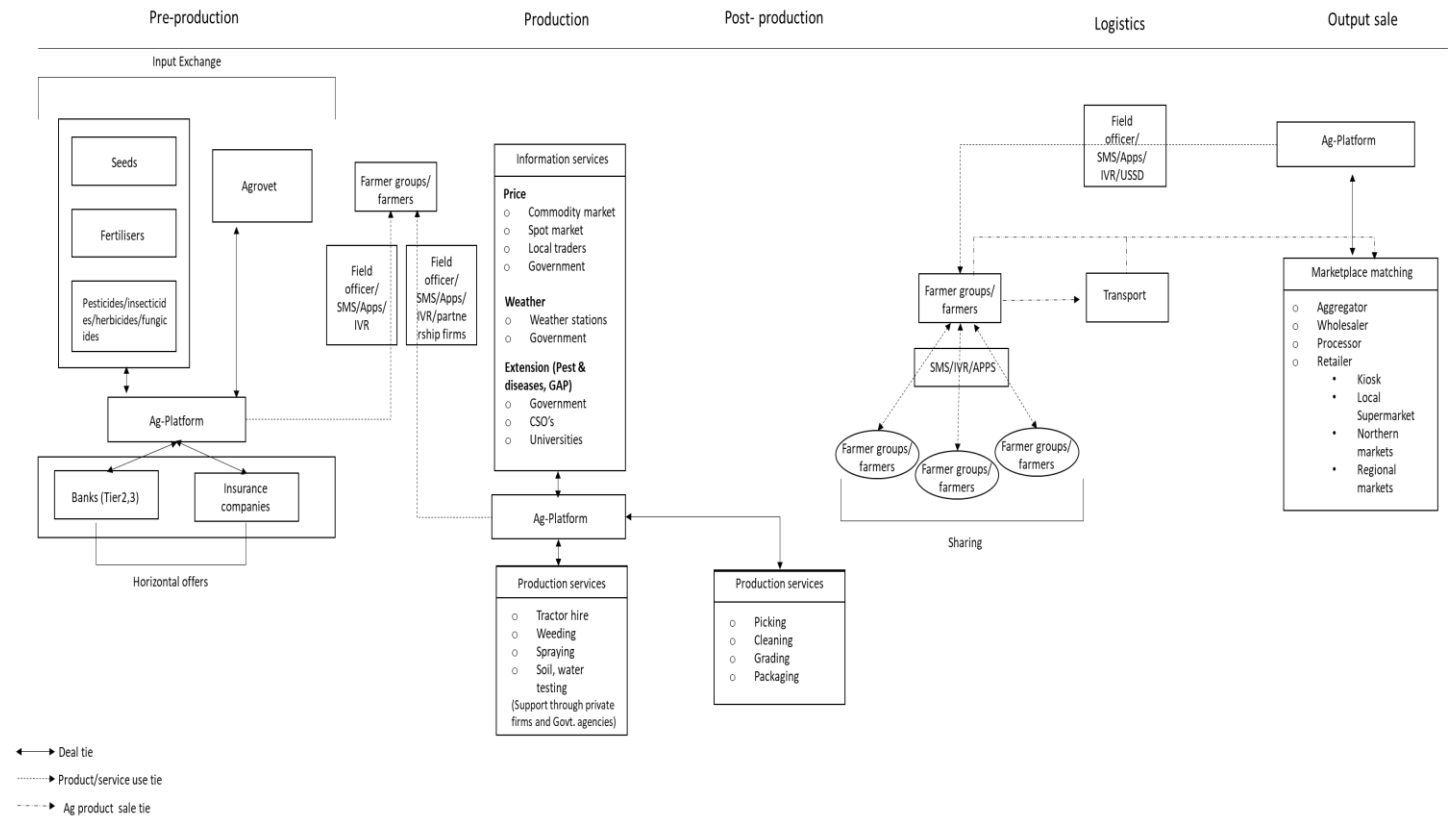 Pre-production
Production
Post- production
Logistics
Output sale
Input Exchange
Seeds
Fertilisers
Pesticides/insecticid
es/herbicides/fungic
ides
Agrovet
Ag-Platform
Banks (Tier2,3)
Insurance
companies
Horizontal offers
Farmer groups/
farmers
Field
officer/
SMS/Apps/
IVR
Field
officer/
SMS/Apps/
IVR/partne
rship firms
Information services
Price
o Commodity market
o Spot market
o Local traders
o Government
Weather
o Weather stations
o Government
Extension (Pest &
diseases, GAP)
o Government
o CSO's
o Universities
Ag-Platform
Production services
o Tractor hire
o Weeding
o Spraying
o Soil, water
testing
(Support through private
firms and Govt. agencies)
Production services
o Picking
o Cleaning
o Grading
o Packaging
Field
officer/
SMS/Apps/
IVR/USSD
Ag-Platform
Farmer groups/
farmers
Transport
SMS/IVR/APPS
Farmer groups/
farmers
Farmer groups/
farmers
Farmer groups/
farmers
Sharing
Marketplace matching
o Aggregator
o Wholesaler
o Processor
o Retailer
• Kiosk
• Local
Supermarket
• Northern
markets
• Regional
markets
Deal tie
Product/service use tie
Ag product sale tie